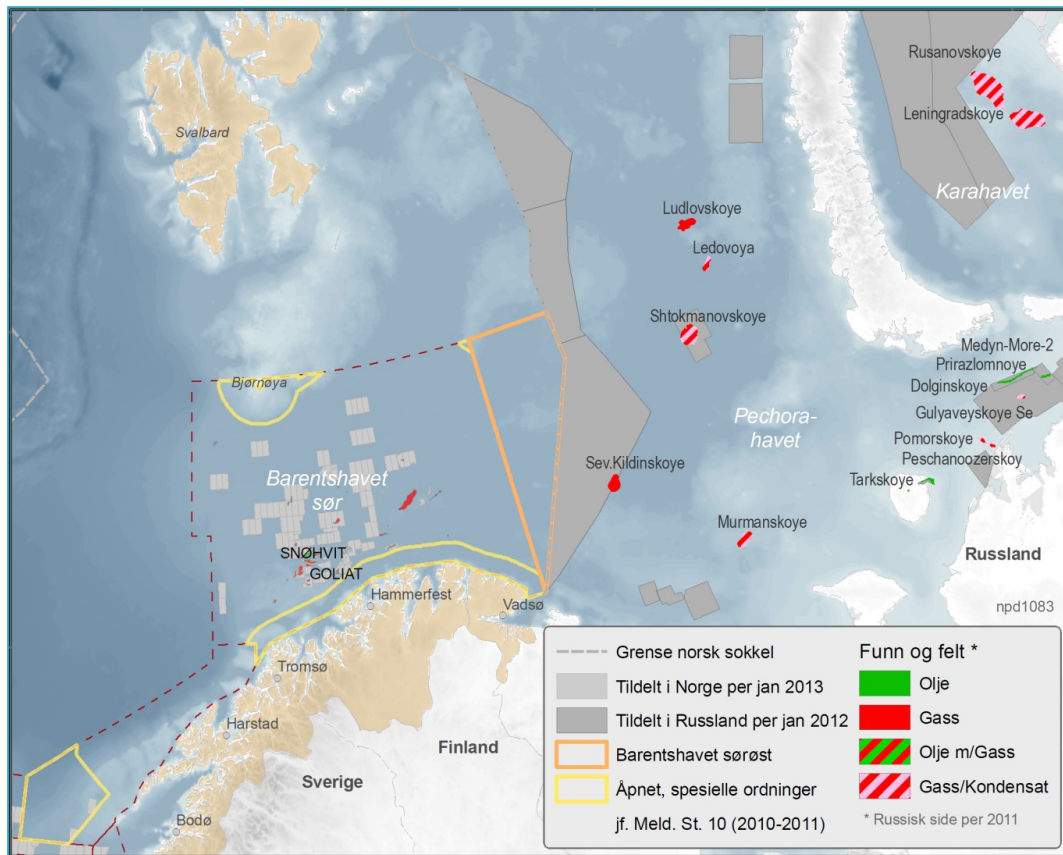 Rusanovskoye
Leningradskoye
Svalbard
Karahavet
Ludlovskoye
Ledovoya
Shtokmanovskoye
Medyn-More-2
Prirazlomnoye
Bjørnøya
Dolginskoye
Gulyaveyskoye Se
Pechora-
havet
Pomorskoye
Peschanoozerskoy
Barentshavet
sør
Sev.Kildinskoye
Tarkskoye
Murmanskoye
SNØHVIT
GOLIAT
Russland
Hammerfest
Vadsø
npd1083
Tromsø
Harstad
Finland
Sverige
Bodø
Grense norsk sokkel
Tildelt i Norge per jan 2013
Tildelt i Russland per jan 2012
Barentshavet sørøst
Åpnet, spesielle ordninger
jf. Meld. St. 10 (2010-2011)
Funn og felt *
Olje
Gass
Olje m/Gass
Gass/Kondensat
* Russisk side per 2011